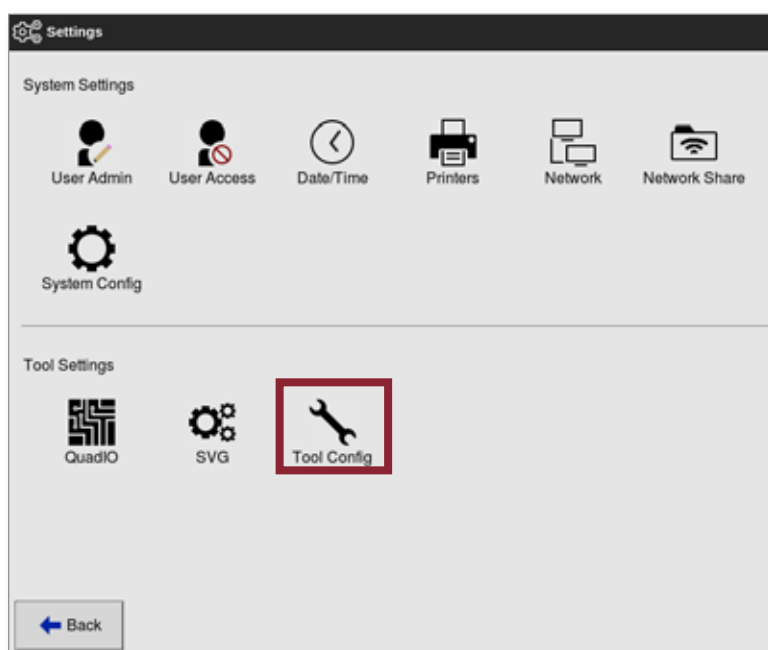 Settings
System Settings
User Admin User Access Date/Time Printers Network Network Share
System Config
Tool Settings
QuadIO SVG Tool Config
Back